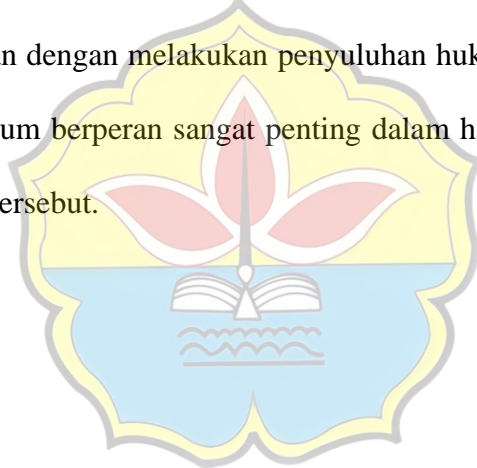 n dengan melakukan penyuluhan huk
um berperan sangat penting dalam h
ersebut.